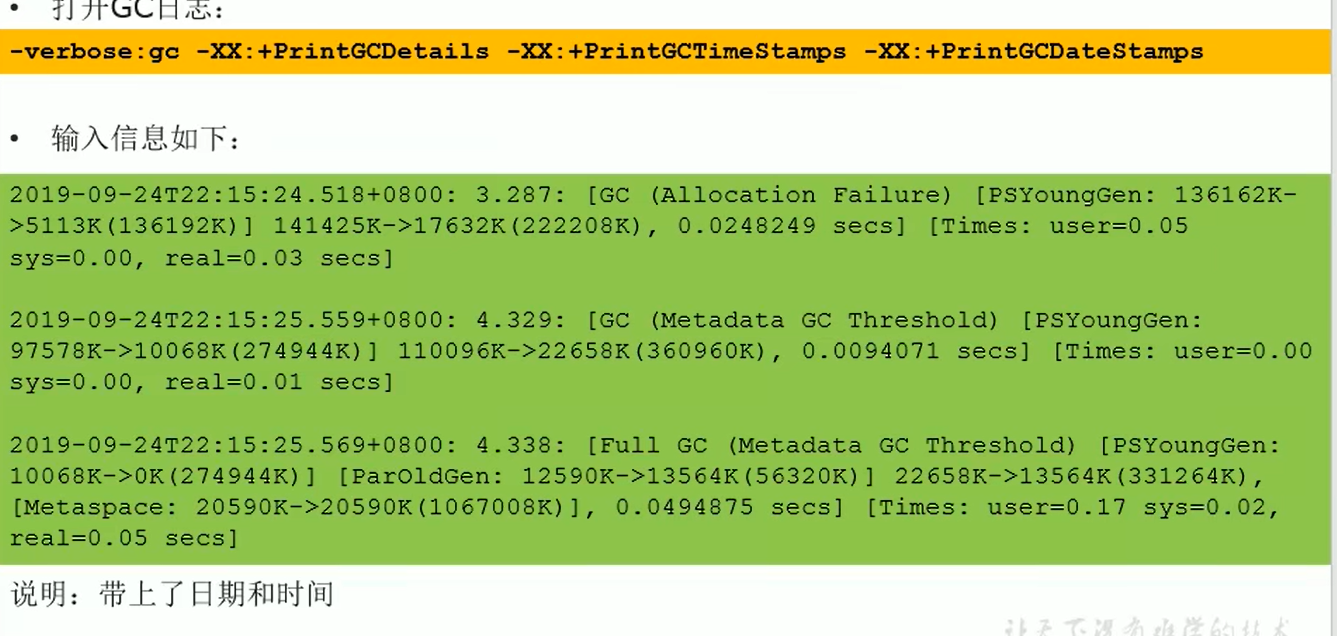 • 打开GC日志：
-verbose:gc -XX:+PrintGCDetails -XX:+PrintGCTimeStamps -XX:+PrintGCDateStamps
• 输入信息如下：
2019-09-24T22:15:24.518+0800: 3.287: [GC (Allocation Failure) [PSYoungGen: 136162K-
>5113K(136192K)] 141425K->17632K(222208K), 0.0248249 secs] [Times: user=0.05
sys=0.00, real=0.03 secs]
2019-09-24T22:15:25.559+0800: 4.329: [GC (Metadata GC Threshold) [PSYoungGen:
97578K->10068K(274944K)] 110096K->22658K(360960K), 0.0094071 secs] [Times: user=0.00
sys=0.00, real=0.01 secs]
2019-09-24T22:15:25.569+0800: 4.338: [Full GC (Metadata GC Threshold) [PSYoungGen:
10068K->0K(274944K)] [ParOldGen: 12590K->13564K(56320K)] 22658K->13564K(331264K),
[Metaspace: 20590K->20590K(1067008K)], 0.0494875 secs] [Times: user=0.17 sys=0.02,
real=0.05 secs]
说明：带上了日期和时间
让天下没有难学的技术